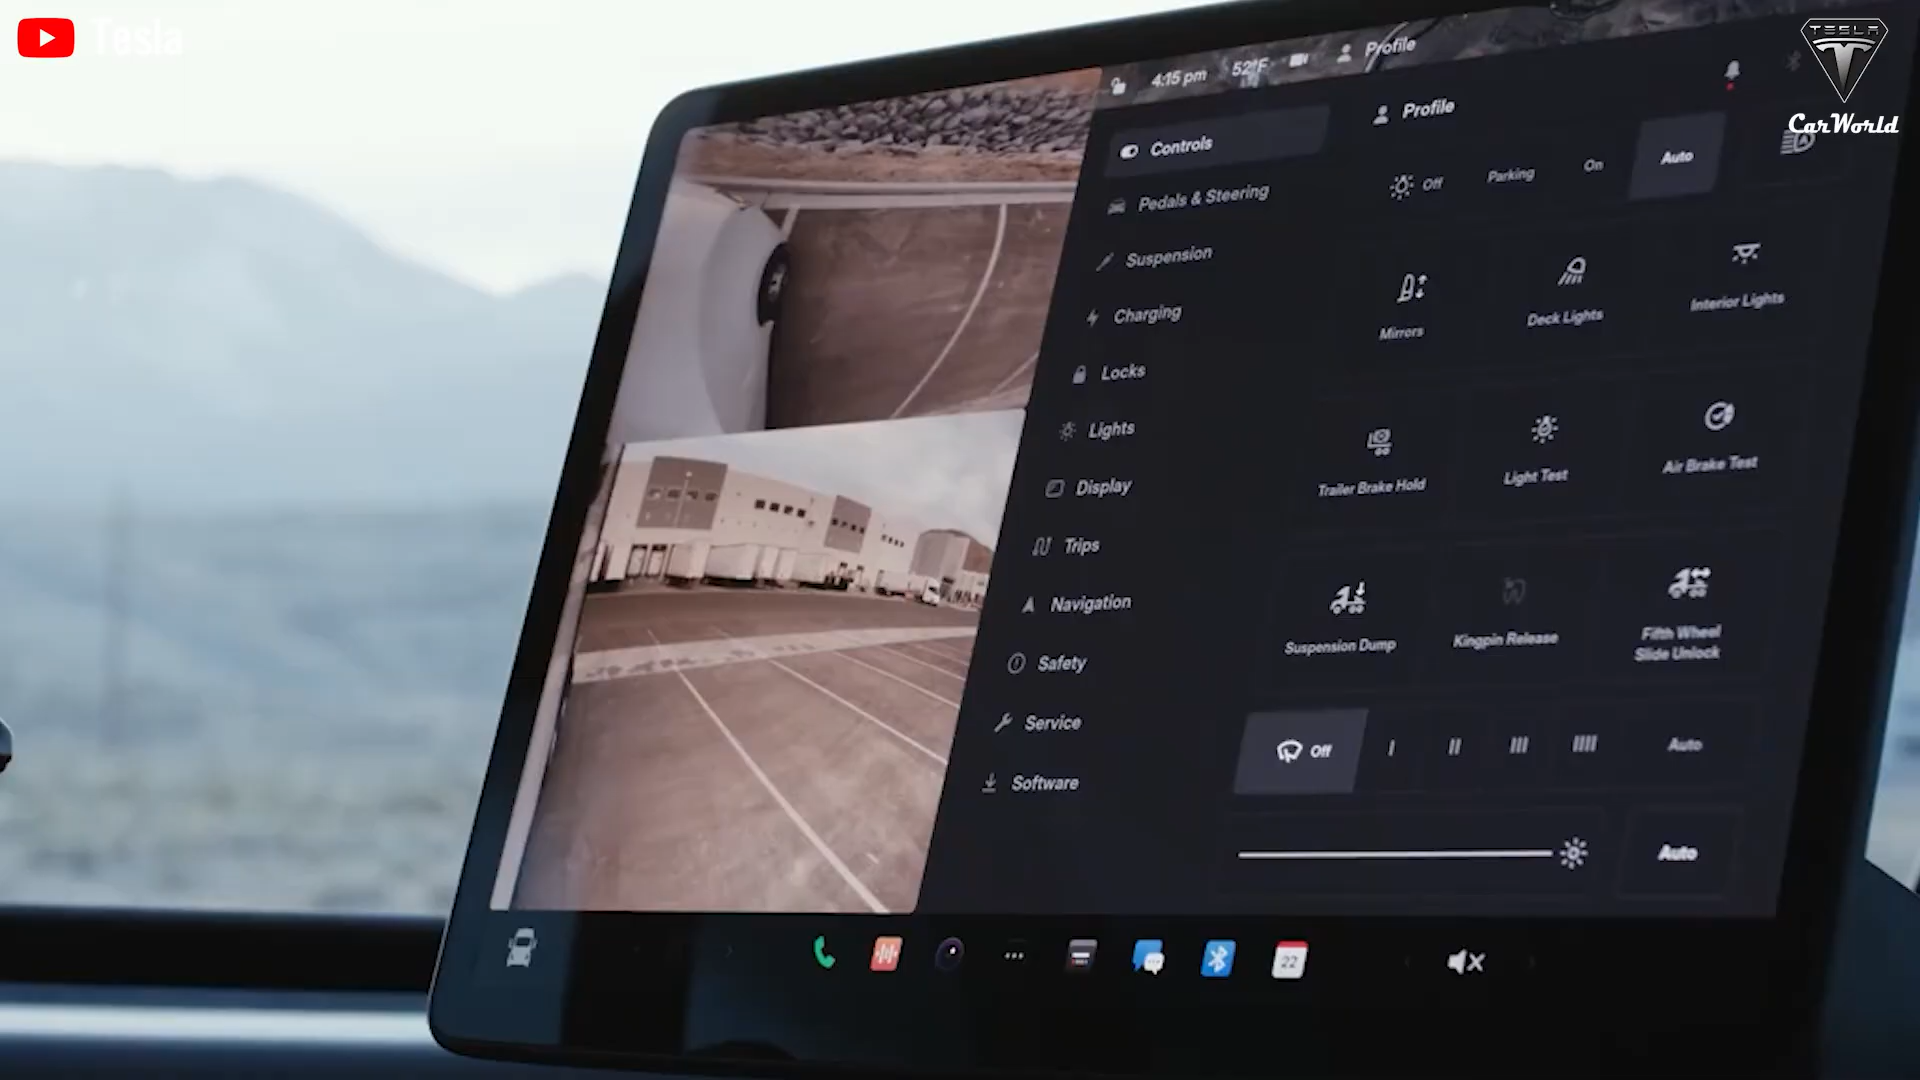 Tesla
TESLA
CarWorld
4:15 pm 52°F Profile
Controls
Pedals & Steering
Suspension
Charging
Locks
Lights
Display
Trips
Navigation
Safety
Service
Software
Profile
Off Parking On Auto
Mirrors Deck Lights Interior Lights
Trailer Brake Hold Light Test Air Brake Test
Suspension Dump Kingpin Release Fifth Wheel
Slide Unlock
Off I II III IIII Auto
Auto
22